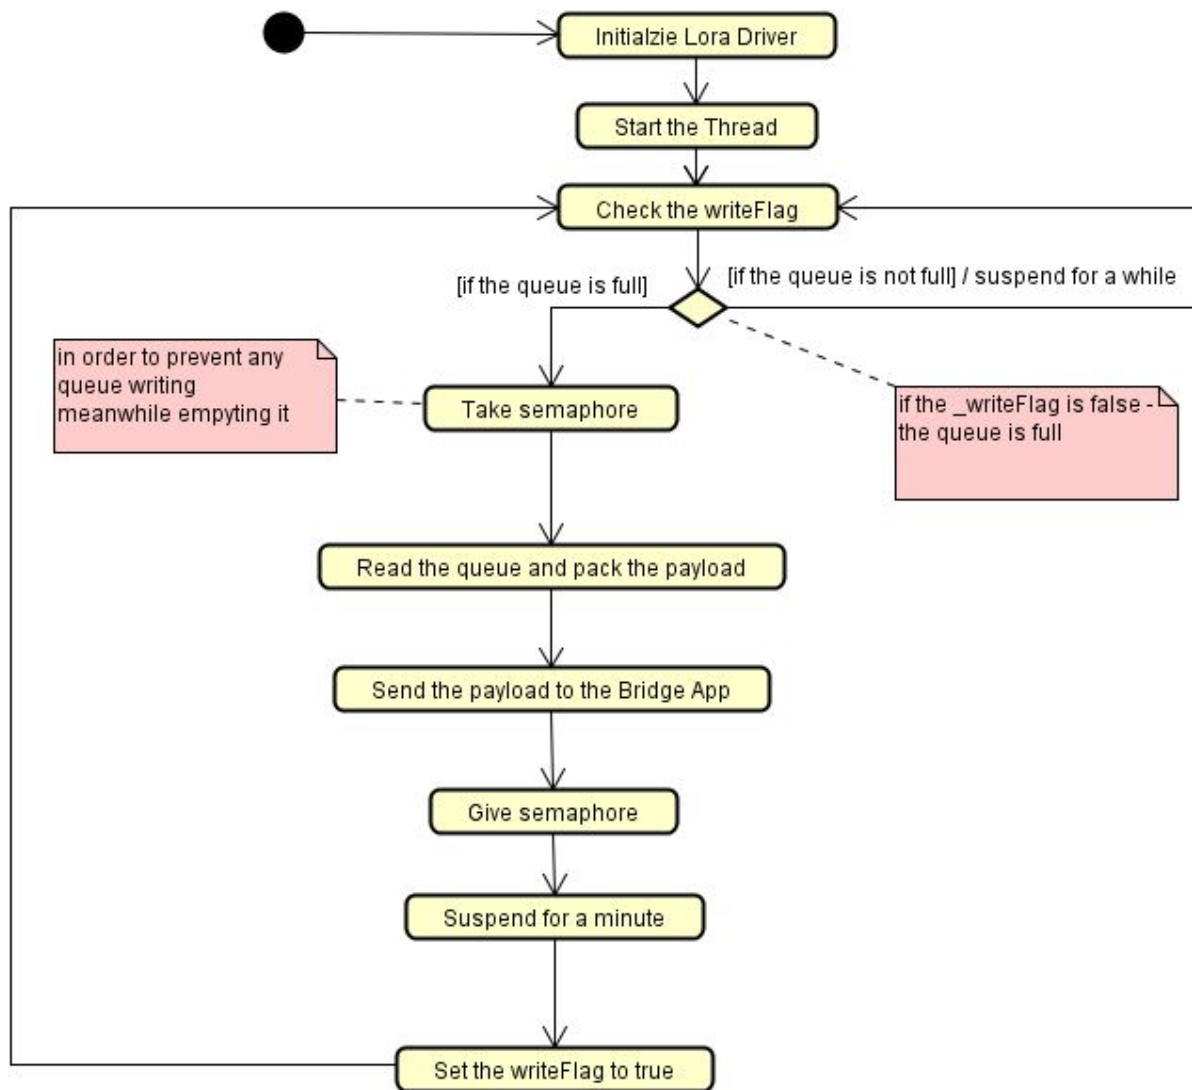 Initialzie Lora Driver
Start the Thread
Check the writeFlag
[if the queue is full]
[if the queue is not full] / suspend for a while
in order to prevent any
queue writing
meanwhile empyting it
Take semaphore
if the _writeFlag is false -
the queue is full
Read the queue and pack the payload
Send the payload to the Bridge App
Give semaphore
Suspend for a minute
Set the writeFlag to true